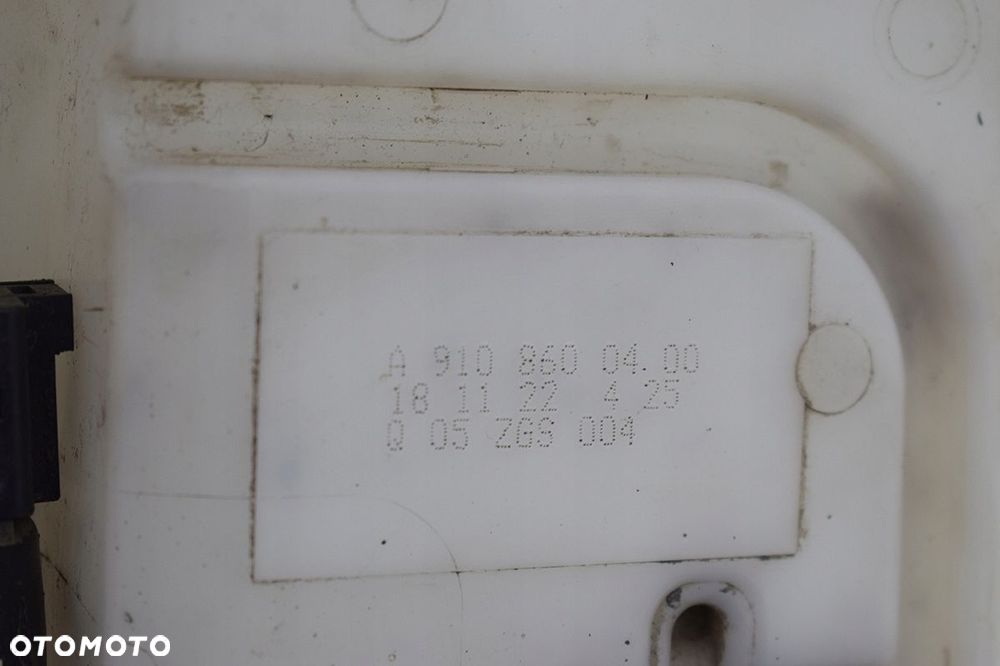 A 910 860 04.00
18 11 22 4 25
Q 05 ZGS 004
OTOMOTO